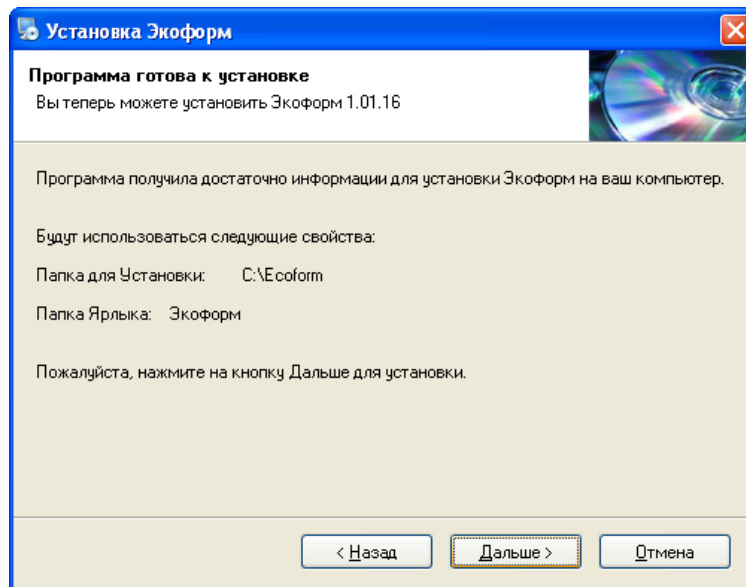 Установка Экоформ
Программа готова к установке
Вы теперь можете установить Экоформ 1.01.16
Программа получила достаточно информации для установки Экоформ на ваш компьютер.
Будут использоваться следующие свойства:
Папка для Установки: C:\Ecoform
Папка Ярлыка: Экоформ
Пожалуйста, нажмите на кнопку Дальше для установки.
< Назад Дальше > Отмена